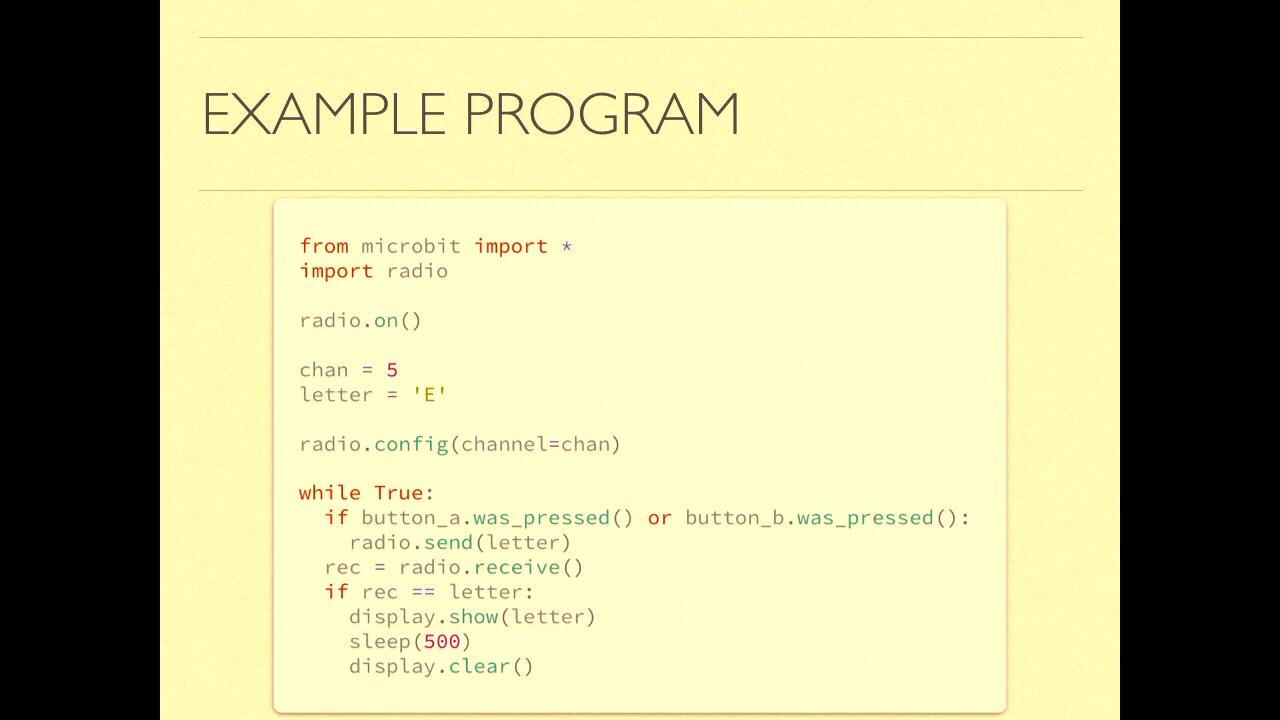 EXAMPLE PROGRAM
from microbit import *
import radio
radio.on()
chan = 5
letter = 'E'
radio.config(channel=chan)
while True:
  if button_a.was_pressed() or button_b.was_pressed():
    radio.send(letter)
  rec = radio.receive()
  if rec == letter:
    display.show(letter)
    sleep(500)
    display.clear()